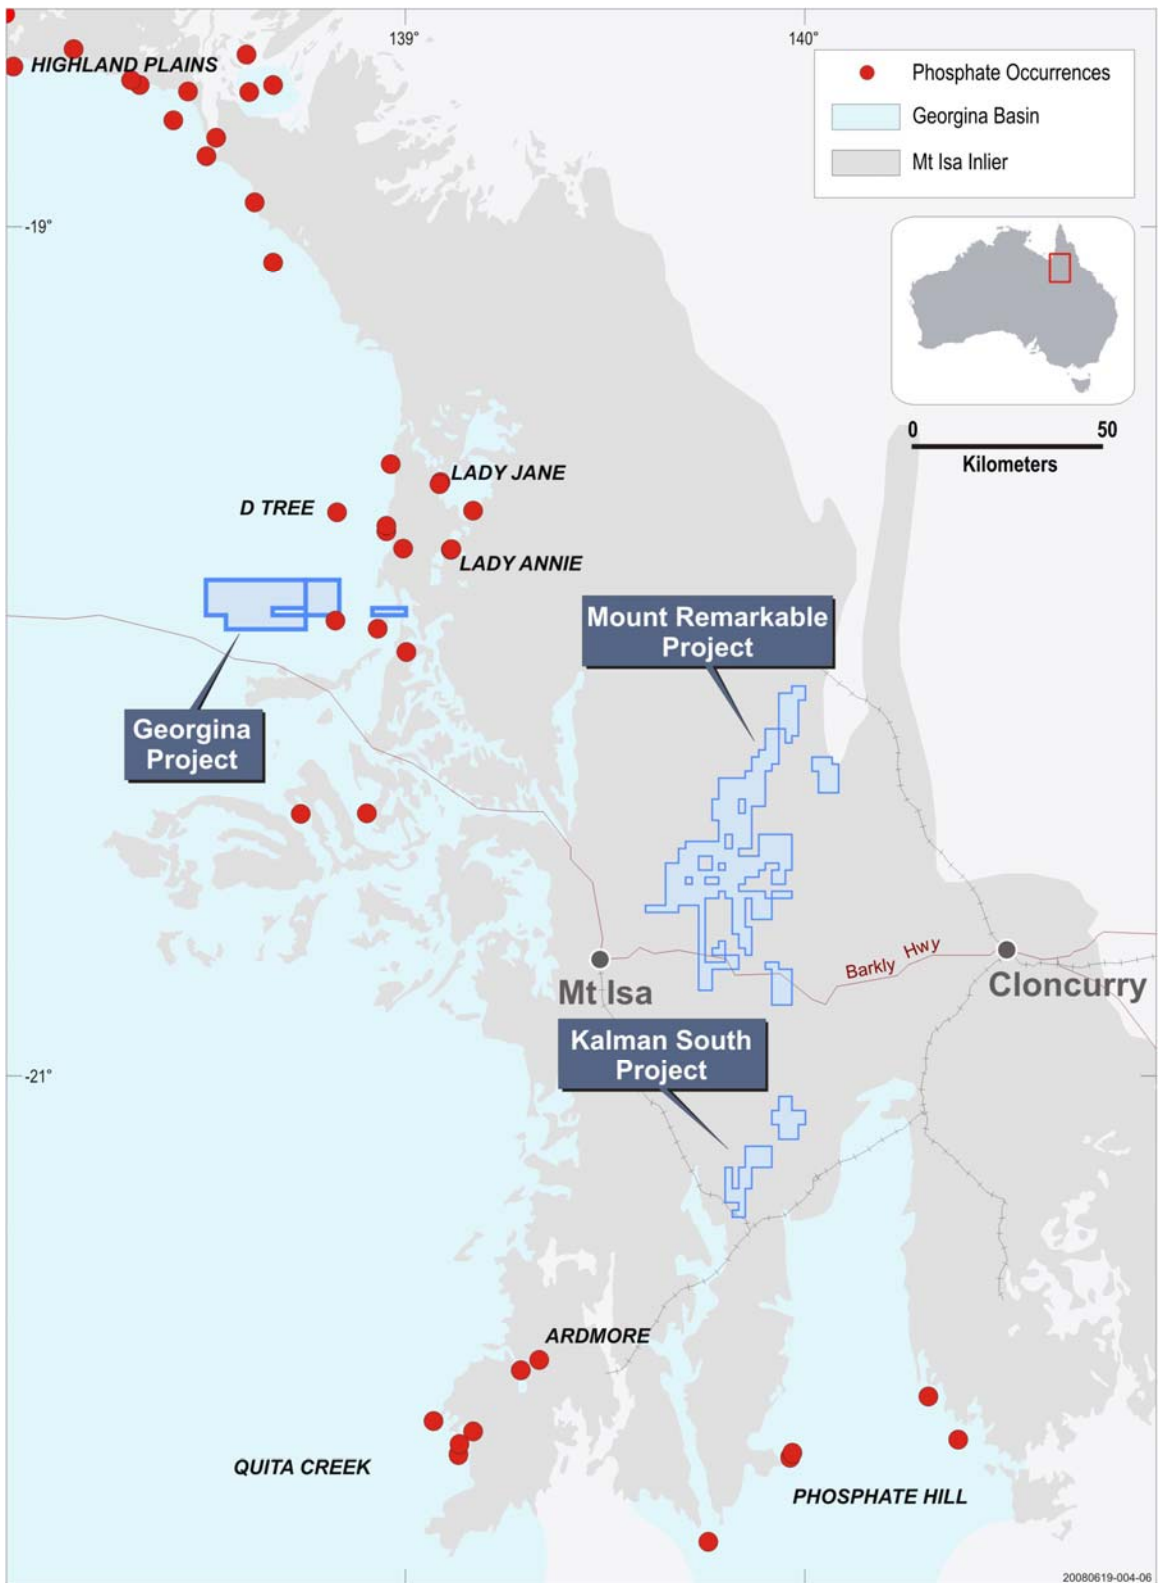 139°
140°
HIGHLAND PLAINS
Phosphate Occurrences
Georgina Basin
Mt Isa Inlier
-19°
0 50
Kilometers
LADY JANE
D TREE
LADY ANNIE
Mount Remarkable
Project
Georgina
Project
Barkly Hwy
Mt Isa
Cloncurry
Kalman South
Project
-21°
ARDMORE
QUITA CREEK
PHOSPHATE HILL
20080619-004-06